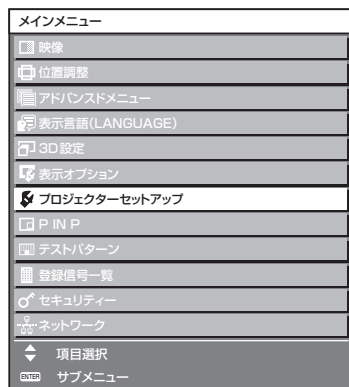 メインメニュー
映像
位置調整
アドバンスドメニュー
表示言語(LANGUAGE)
3D設定
表示オプション
プロジェクターセットアップ
P IN P
テストパターン
登録信号一覧
セキュリティー
ネットワーク
項目選択
ENTER サブメニュー